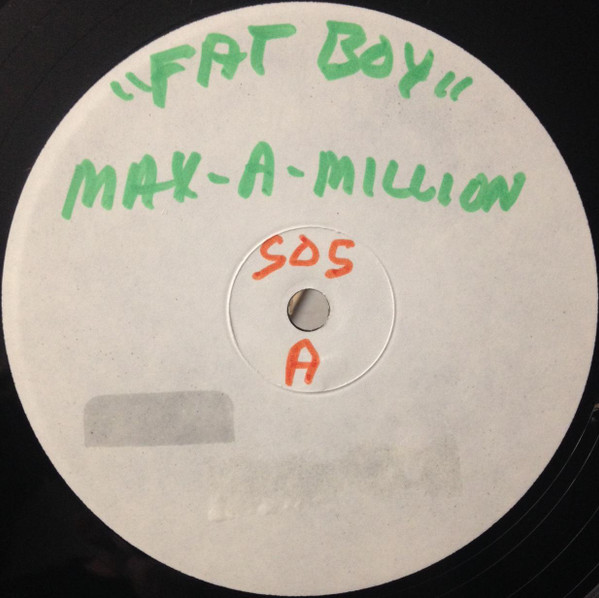 "FAT BOY"
MAX-A-MILLION
SD5
A